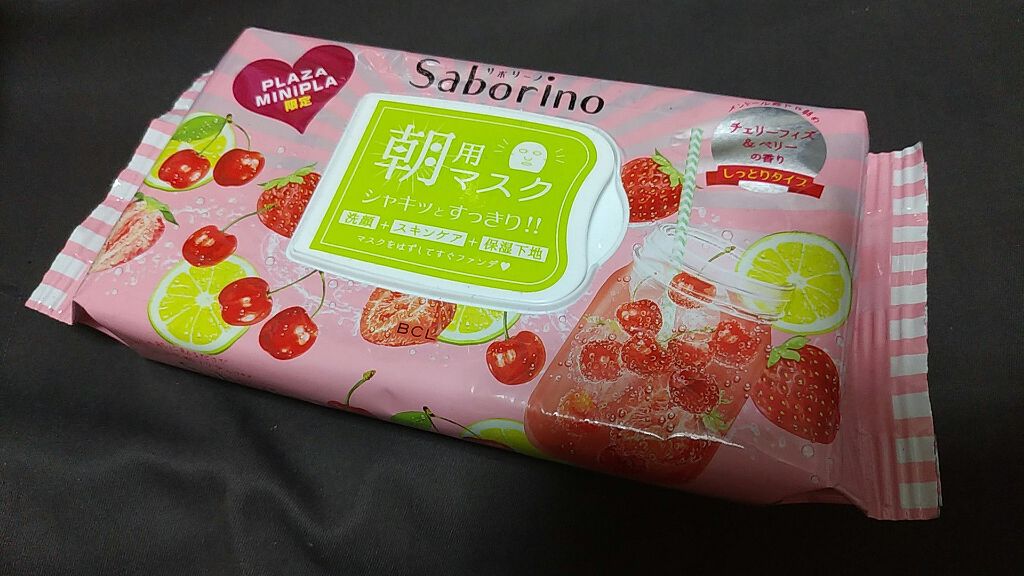 PLAZA
MINiPLA
限定
サボリーノ
Saborino
朝用
マスク
シャキッとすっきり!!
洗顔+スキンケア+保湿下地
マスクをはずしてすぐファンデ♥
チェリーフィズ
&ベリー
の香り
しっとりタイプ
BCL